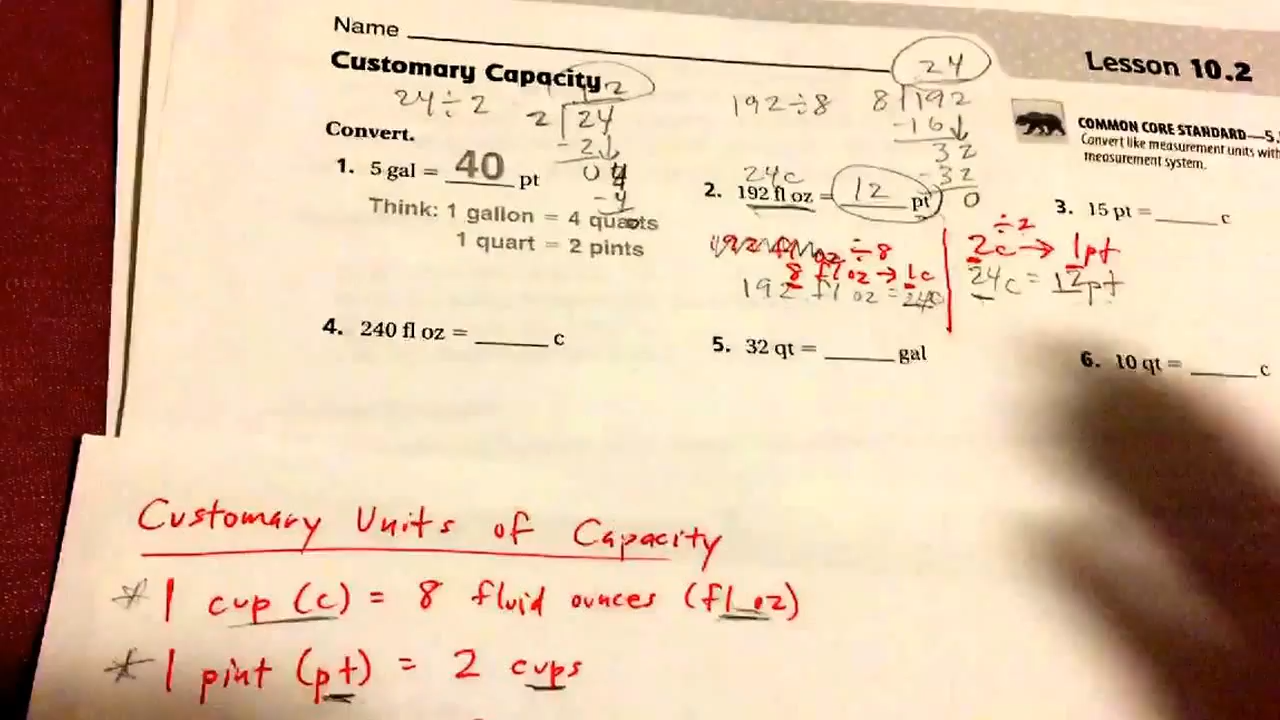 Name
Lesson 10.2
Customary Capacity
24÷2
2
2 24
-2
04
-4
192÷8
24
8 192
-16
32
-32
0
COMMON CORE STANDARD—5.
Convert like measurement units with
measurement system.
Convert.
1. 5 gal = 40 pt
Think: 1 gallon = 4 quarts
1 quart = 2 pints
24c
2. 192 fl oz = 12 pt
÷8
8 fl oz → 1c
192 fl oz = 24c
÷2
2c → 1pt
24c = 12pt
3. 15 pt = ______ c
4. 240 fl oz = ______ c
5. 32 qt = ______ gal
6. 10 qt = ______ c
Customary Units of Capacity
* 1 cup (c) = 8 fluid ounces (fl oz)
* 1 pint (pt) = 2 cups